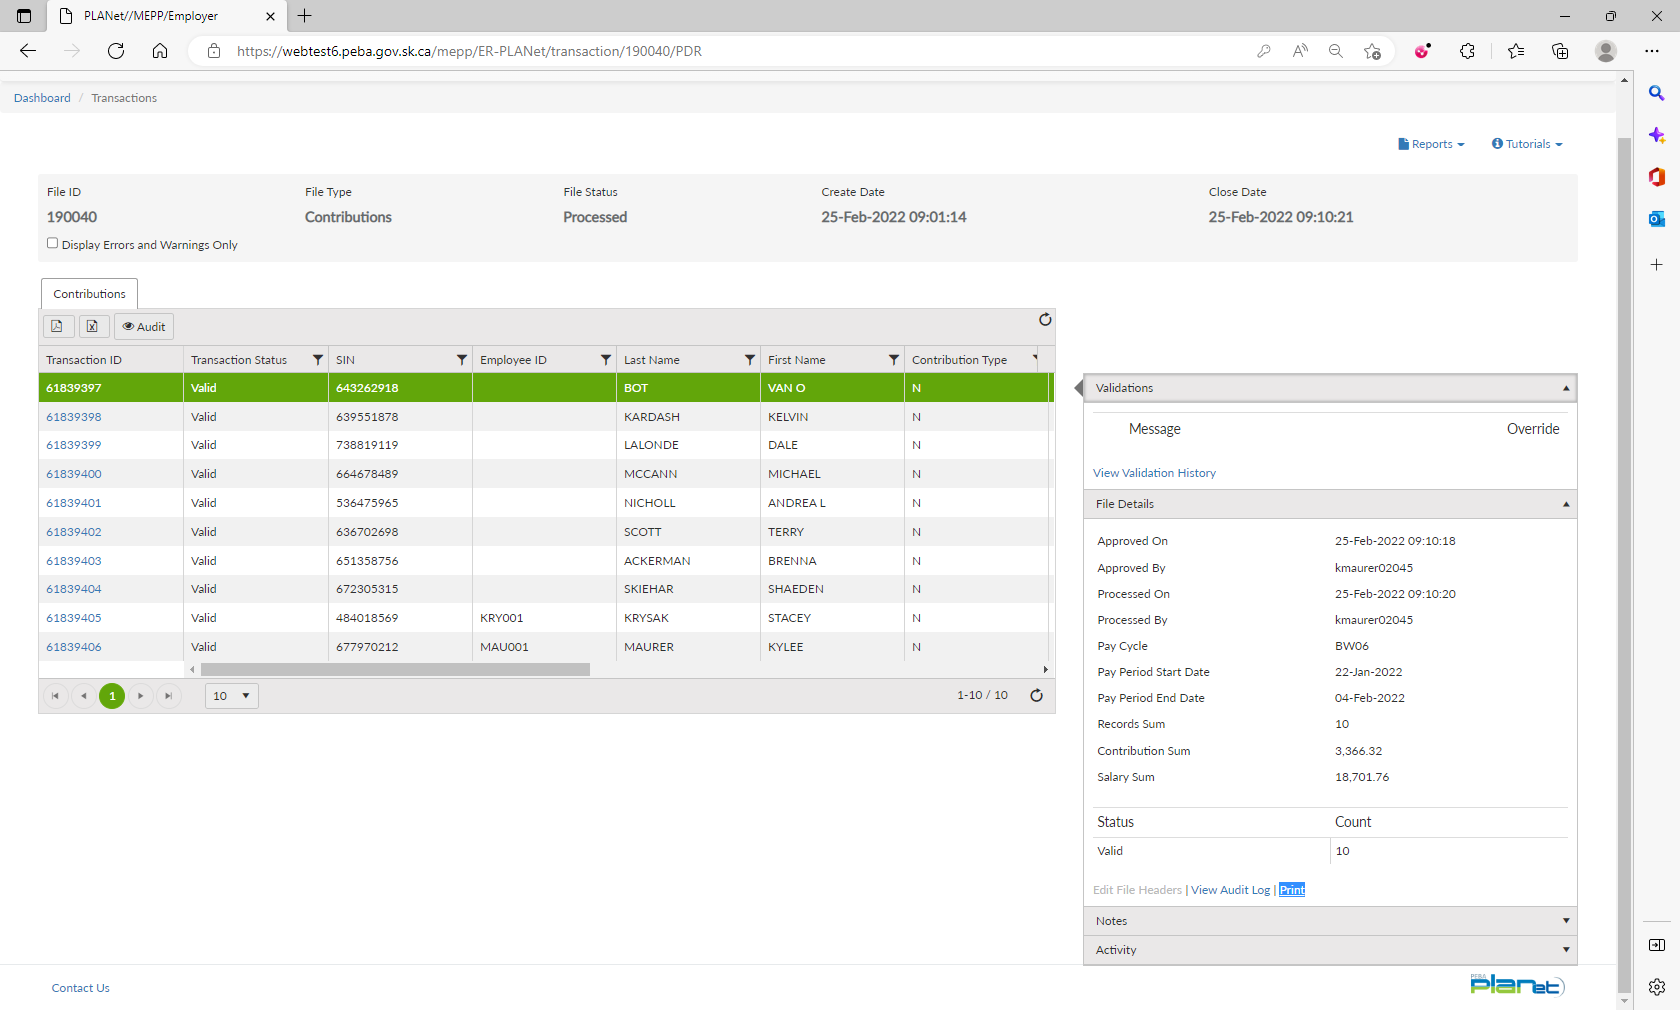 PLANet//MEPP/Employer
https://webtest6.peba.gov.sk.ca/mepp/ER-PLANet/transaction/190040/PDR
Dashboard / Transactions
Reports Tutorials
File ID File Type File Status Create Date Close Date
190040 Contributions Processed 25-Feb-2022 09:01:14 25-Feb-2022 09:10:21
Display Errors and Warnings Only
Contributions
Audit
Transaction ID Transaction Status SIN Employee ID Last Name First Name Contribution Type
61839397 Valid 643262918 BOT VAN O N
61839398 Valid 639551878 KARDASH KELVIN N
61839399 Valid 738819119 LALONDE DALE N
61839400 Valid 664678489 MCCANN MICHAEL N
61839401 Valid 536475965 NICHOLL ANDREA L N
61839402 Valid 636702698 SCOTT TERRY N
61839403 Valid 651358756 ACKERMAN BRENNA N
61839404 Valid 672305315 SKIEHAR SHAEDEN N
61839405 Valid 484018569 KRY001 KRYSAK STACEY N
61839406 Valid 677970212 MAU001 MAURER KYLEE N
1 10 1-10 / 10
Validations
Message Override
View Validation History
File Details
Approved On 25-Feb-2022 09:10:18
Approved By kmaurer02045
Processed On 25-Feb-2022 09:10:20
Processed By kmaurer02045
Pay Cycle BW06
Pay Period Start Date 22-Jan-2022
Pay Period End Date 04-Feb-2022
Records Sum 10
Contribution Sum 3,366.32
Salary Sum 18,701.76
Status Count
Valid 10
Edit File Headers | View Audit Log | Print
Notes
Activity
Contact Us
PEBA
planet